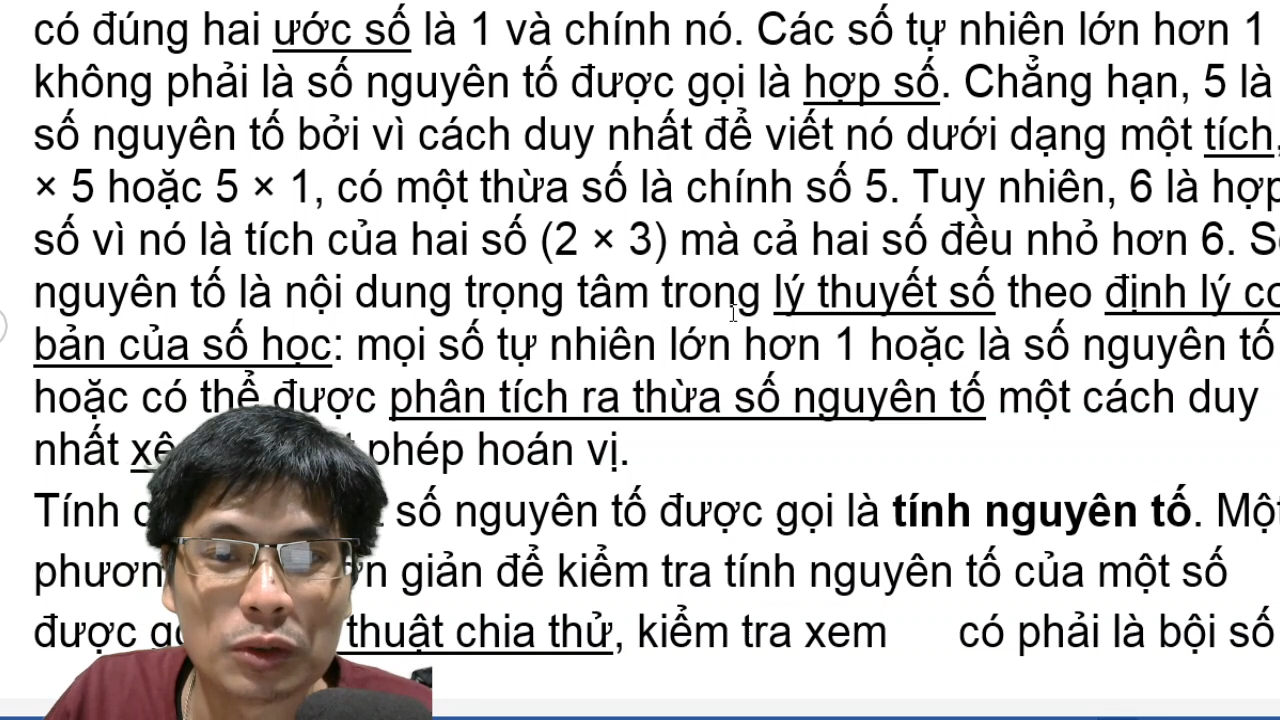 có đúng hai ước số là 1 và chính nó. Các số tự nhiên lớn hơn 1
không phải là số nguyên tố được gọi là hợp số. Chẳng hạn, 5 là
số nguyên tố bởi vì cách duy nhất để viết nó dưới dạng một tích,
× 5 hoặc 5 × 1, có một thừa số là chính số 5. Tuy nhiên, 6 là hợp
số vì nó là tích của hai số (2 × 3) mà cả hai số đều nhỏ hơn 6.
nguyên tố là nội dung trọng tâm trong lý thuyết số theo định lý
bản của số học: mọi số tự nhiên lớn hơn 1 hoặc là số nguyên tố
hoặc có thể được phân tích ra thừa số nguyên tố một cách duy
nhất phép hoán vị.
Tính số nguyên tố được gọi là tính nguyên tố. Một
giản để kiểm tra tính nguyên tố của một số
được thuật chia thử, kiểm tra xem có phải là bội số